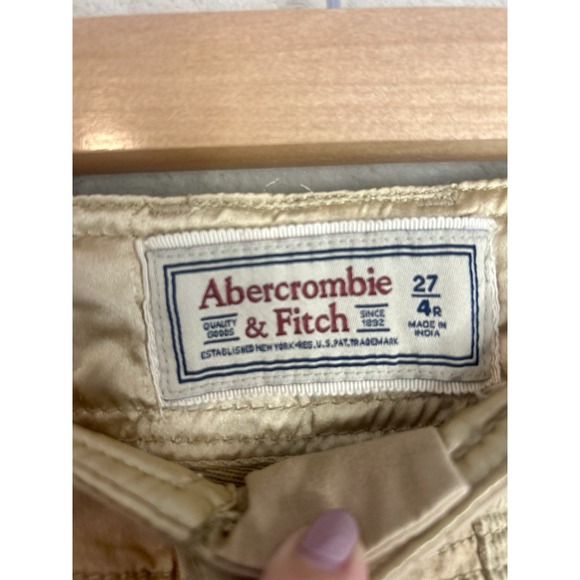 Abercrombie
& Fitch
QUALITY
GOODS
SINCE
1892
ESTABLISHED NEW YORK-REG. U.S. PAT. TRADEMARK
27
4R
MADE IN
INDIA